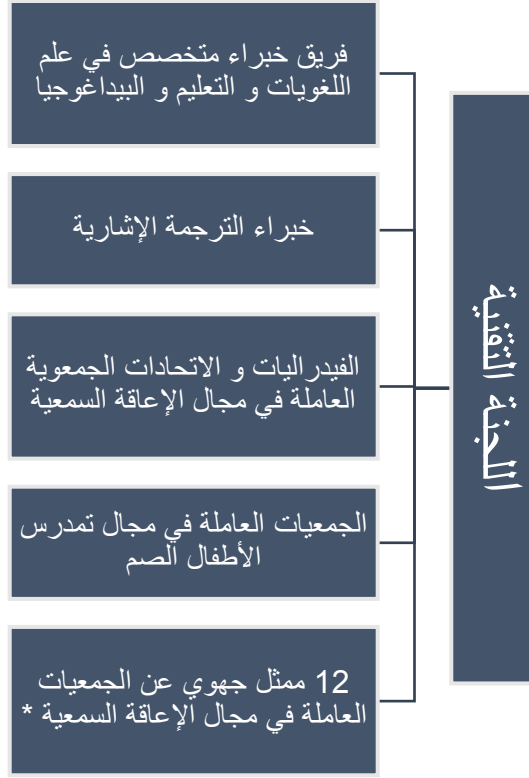 اللجنة التقنية
فريق خبراء متخصص في علم
اللغويات و التعليم و البيداغوجيا
خبراء الترجمة الإشارية
الفيدراليات و الاتحادات الجمعوية
العاملة في مجال الإعاقة السمعية
الجمعيات العاملة في مجال تمدرس
الأطفال الصم
12 ممثل جهوي عن الجمعيات
العاملة في مجال الإعاقة السمعية *